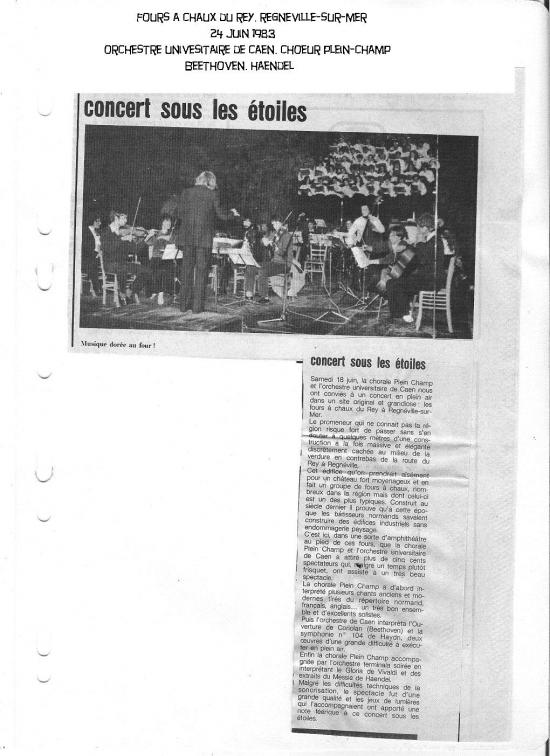 FOURS A CHAUX DU REY. REGNEVILLE-SUR-MER
24 JUIN 1983
ORCHESTRE UNIVESITAIRE DE CAEN. CHOEUR PLEIN-CHAMP
BEETHOVEN. HAENDEL
concert sous les étoiles
Musique dorée au four !
concert sous les étoiles
Samedi 18 juin, la chorale Plein Champ
et l'orchestre universitaire de Caen nous
ont conviés à un concert en plein air
dans un site original et grandiose : les
fours à chaux du Rey à Regnéville-sur-
Mer.
Le promeneur qui ne connait pas la ré-
gion risque fort de passer sans s'en
douter à quelques mètres d'une cons-
truction à la fois massive et élégante
discrètement cachée au milieu de la
verdure en contrebas de la route du
Rey à Regnéville.
Cet édifice qu'on prendrait aisément
pour un château fort moyenageux et en
fait un groupe de fours à chaux, nom-
breux dans la région mais dont celui-ci
est un des plus typiques. Construit au
siècle dernier il prouve qu'à cette épo-
que les bâtisseurs normands savaient
construire des édifices industriels sans
endommager le paysage.
C'est ici, dans une sorte d'amphithéâtre
au pied de ces fours, que la chorale
Plein Champ et l'orchestre universitaire
de Caen a attiré plus de cinq cents
spectateurs qui, malgré un temps plutôt
frisquet, ont assisté à un très beau
spectacle.
La chorale Plein Champ a d'abord in-
terprété plusieurs chants anciens et mo-
dernes tirés du répertoire normand,
français, anglais... un très bon ensem-
ble et d'excellents solistes.
Puis l'orchestre de Caen interpréta l'Ou-
verture de Coriolan (Beethoven) et la
symphonie n° 104 de Haydn, deux
œuvres d'une grande difficulté à exécu-
ter en plein air.
Enfin la chorale Plein Champ accompa-
gnée par l'orchestre termina la soirée en
interprétant le Gloria de Vivaldi et des
extraits du Messie de Haendel.
Malgré les difficultés techniques de la
sonorisation, le spectacle fut d'une
grande qualité et les jeux de lumières
qui l'accompagnaient ont apporté une
note féerique à ce concert sous les
étoiles.